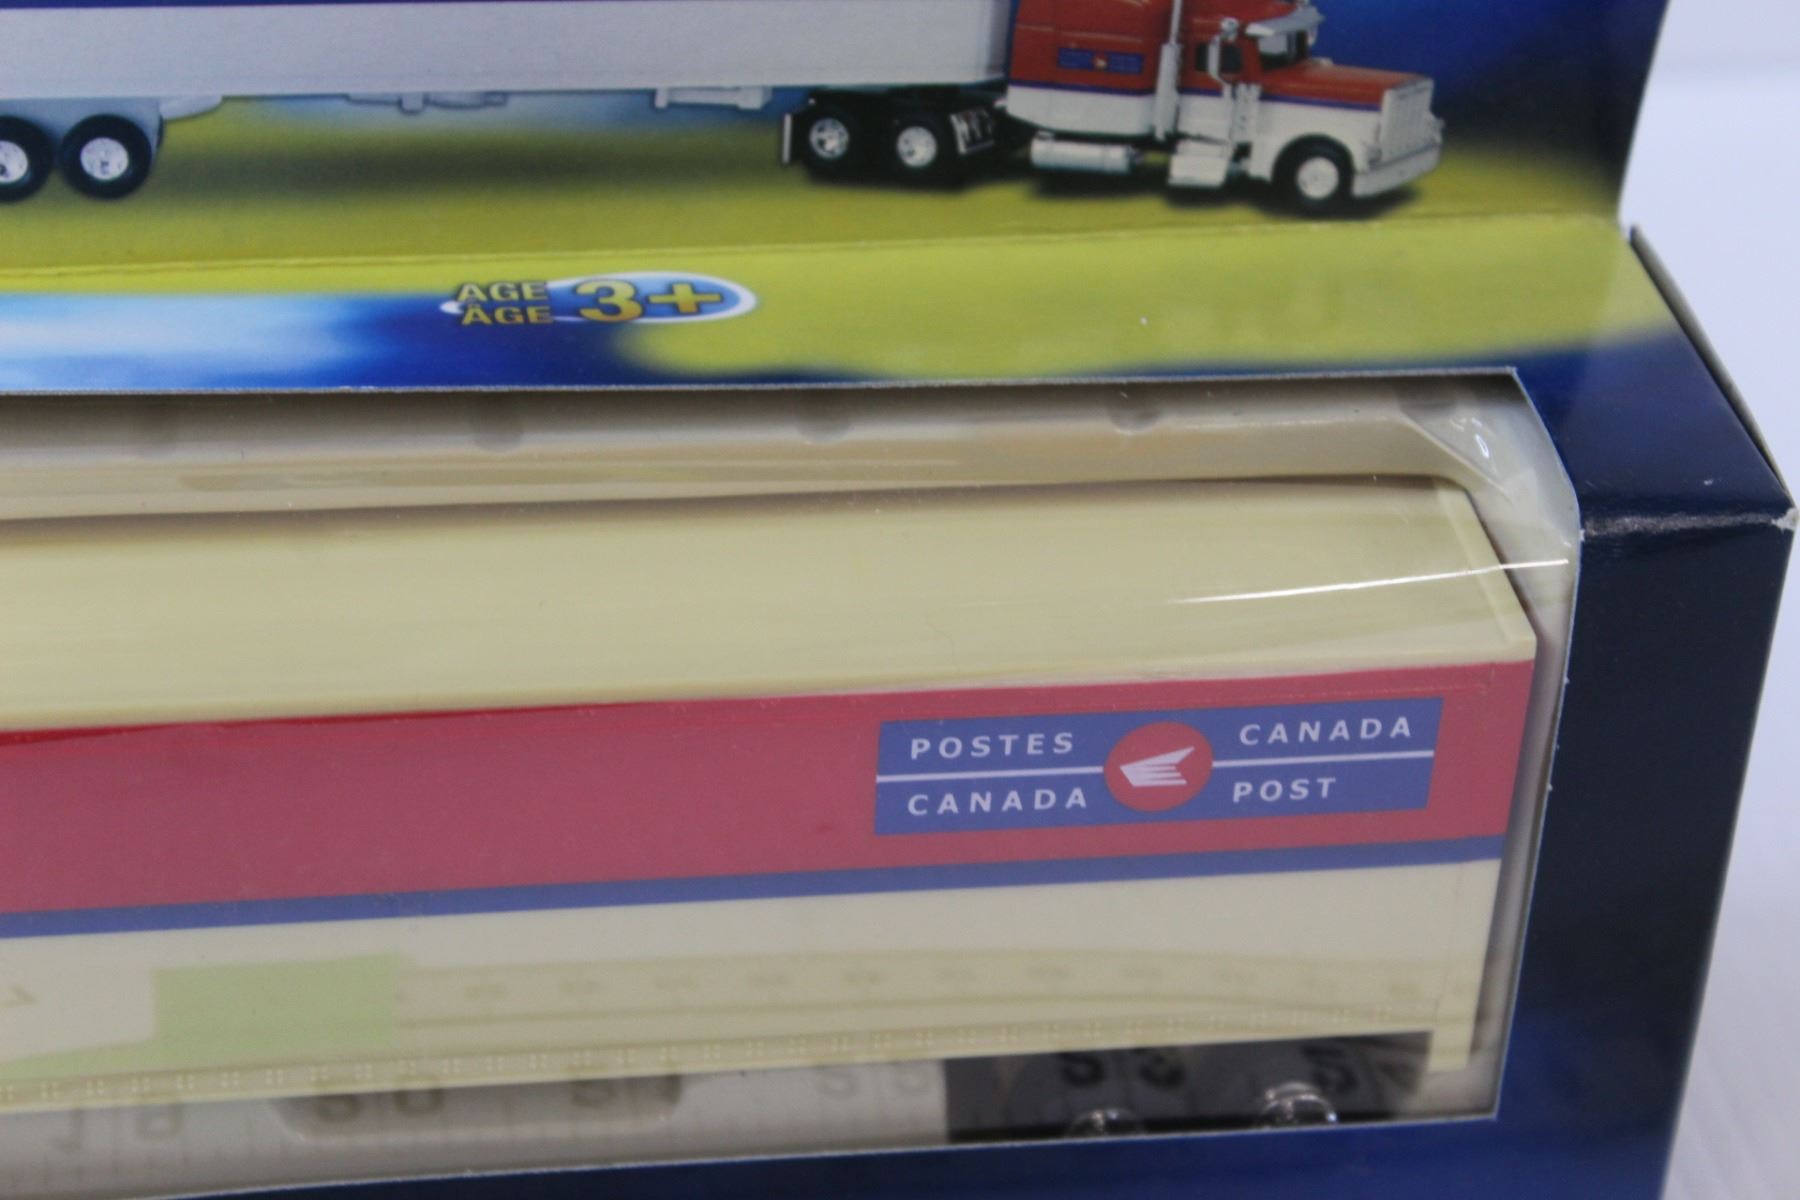 AGE
ÂGE 3+
POSTES CANADA
CANADA POST